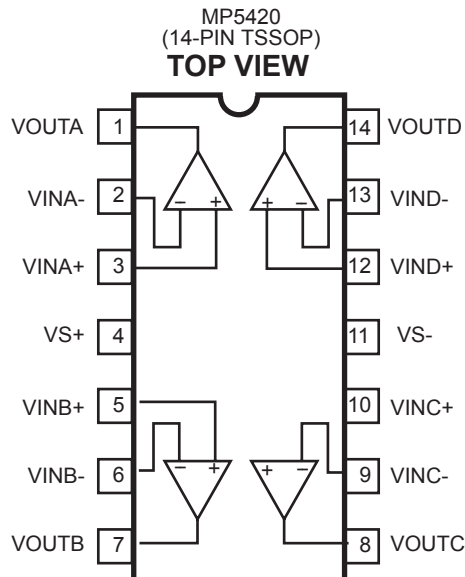 MP5420
(14-PIN TSSOP)
TOP VIEW
VOUTA 1
14 VOUTD
VINA- 2
13 VIND-
- +
+ -
VINA+ 3
12 VIND+
VS+ 4
11 VS-
VINB+ 5
10 VINC+
- +
+ -
VINB- 6
9 VINC-
VOUTB 7
8 VOUTC